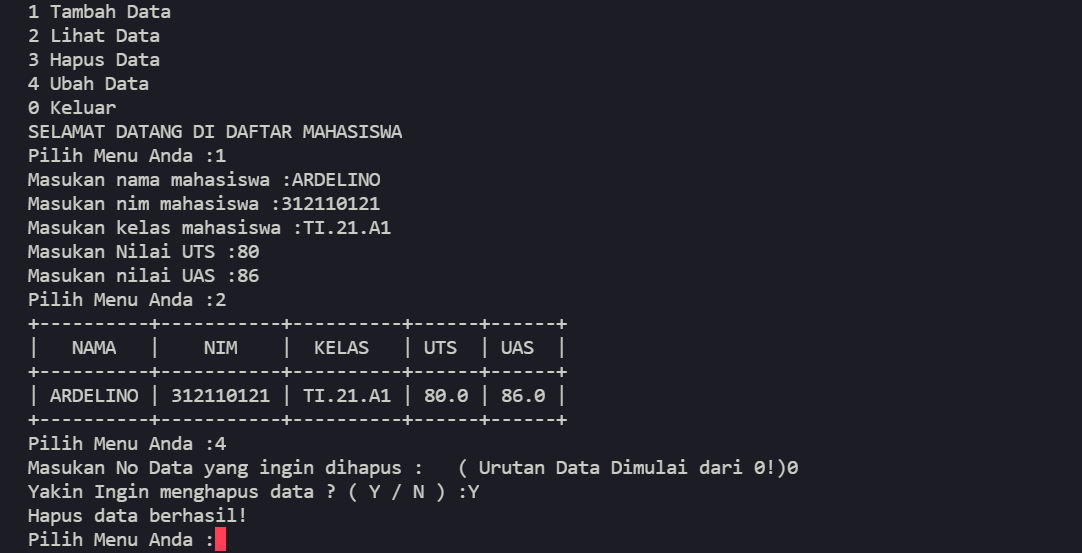 1 Tambah Data
2 Lihat Data
3 Hapus Data
4 Ubah Data
0 Keluar
SELAMAT DATANG DI DAFTAR MAHASISWA
Pilih Menu Anda :1
Masukan nama mahasiswa :ARDELINO
Masukan nim mahasiswa :312110121
Masukan kelas mahasiswa :TI.21.A1
Masukan Nilai UTS :80
Masukan nilai UAS :86
Pilih Menu Anda :2
+----------+-----------+----------+------+------+
|   NAMA   |    NIM    |  KELAS   | UTS  | UAS  |
+----------+-----------+----------+------+------+
| ARDELINO | 312110121 | TI.21.A1 | 80.0 | 86.0 |
+----------+-----------+----------+------+------+
Pilih Menu Anda :4
Masukan No Data yang ingin dihapus :   ( Urutan Data Dimulai dari 0!)0
Yakin Ingin menghapus data ? ( Y / N ) :Y
Hapus data berhasil!
Pilih Menu Anda :